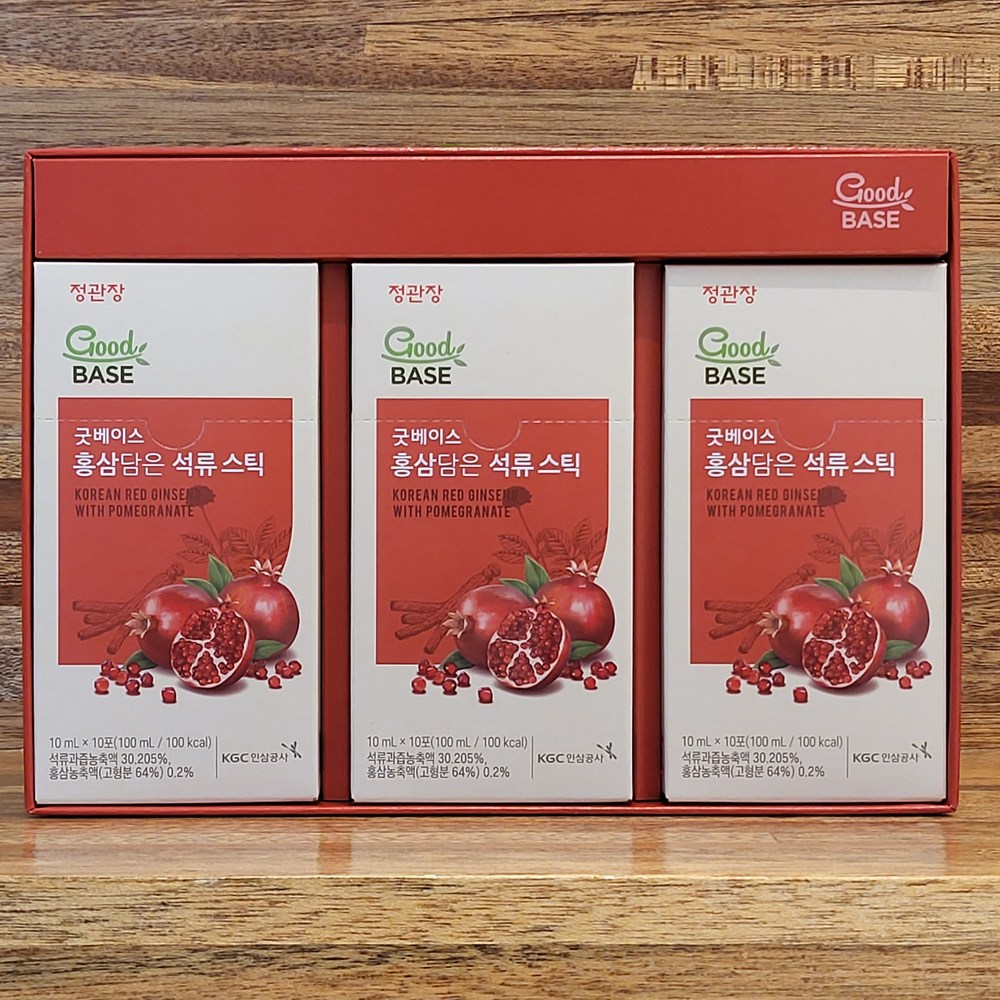 Good
BASE
정관장
Good
BASE
굿베이스
홍삼담은 석류 스틱
KOREAN RED GINSENG
WITH POMEGRANATE
10 mL × 10포(100 mL / 100 kcal)
석류과즙농축액 30.205%,
홍삼농축액(고형분 64%) 0.2%
KGC 인삼공사
정관장
Good
BASE
굿베이스
홍삼담은 석류 스틱
KOREAN RED GINSENG
WITH POMEGRANATE
10 mL × 10포(100 mL / 100 kcal)
석류과즙농축액 30.205%,
홍삼농축액(고형분 64%) 0.2%
KGC 인삼공사
정관장
Good
BASE
굿베이스
홍삼담은 석류 스틱
KOREAN RED GINSENG
WITH POMEGRANATE
10 mL × 10포(100 mL / 100 kcal)
석류과즙농축액 30.205%,
홍삼농축액(고형분 64%) 0.2%
KGC 인삼공사